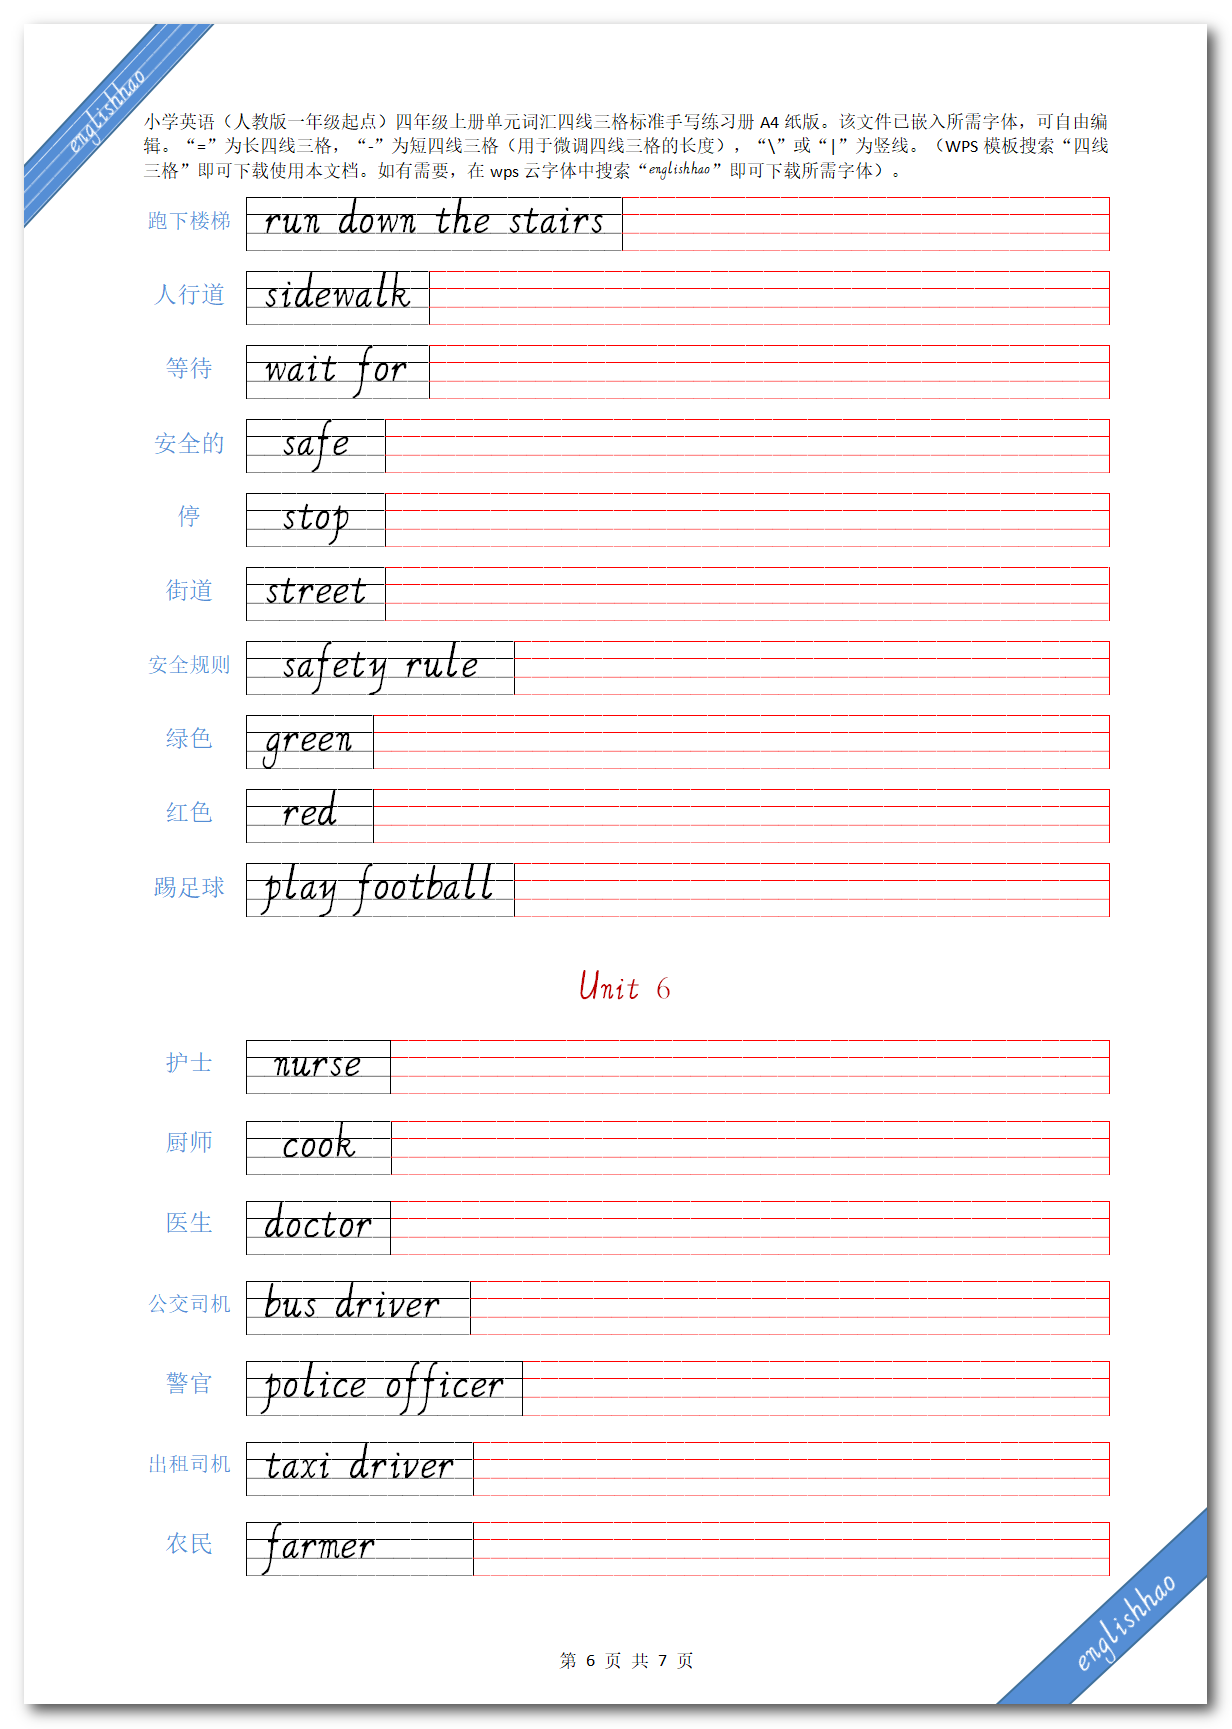 englishhao
小学英语（人教版一年级起点）四年级上册单元词汇四线三格标准手写练习册 A4 纸版。该文件已嵌入所需字体，可自由编
辑。“=”为长四线三格，“-”为短四线三格（用于微调四线三格的长度），“\”或“|”为竖线。（WPS 模板搜索“四线
三格”即可下载使用本文档。如有需要，在 wps 云字体中搜索“englishhao”即可下载所需字体）。
跑下楼梯 run down the stairs
人行道 sidewalk
等待 wait for
安全的 safe
停 stop
街道 street
安全规则 safety rule
绿色 green
红色 red
踢足球 play football
Unit 6
护士 nurse
厨师 cook
医生 doctor
公交司机 bus driver
警官 police officer
出租司机 taxi driver
农民 farmer
englishhao
第 6 页 共 7 页